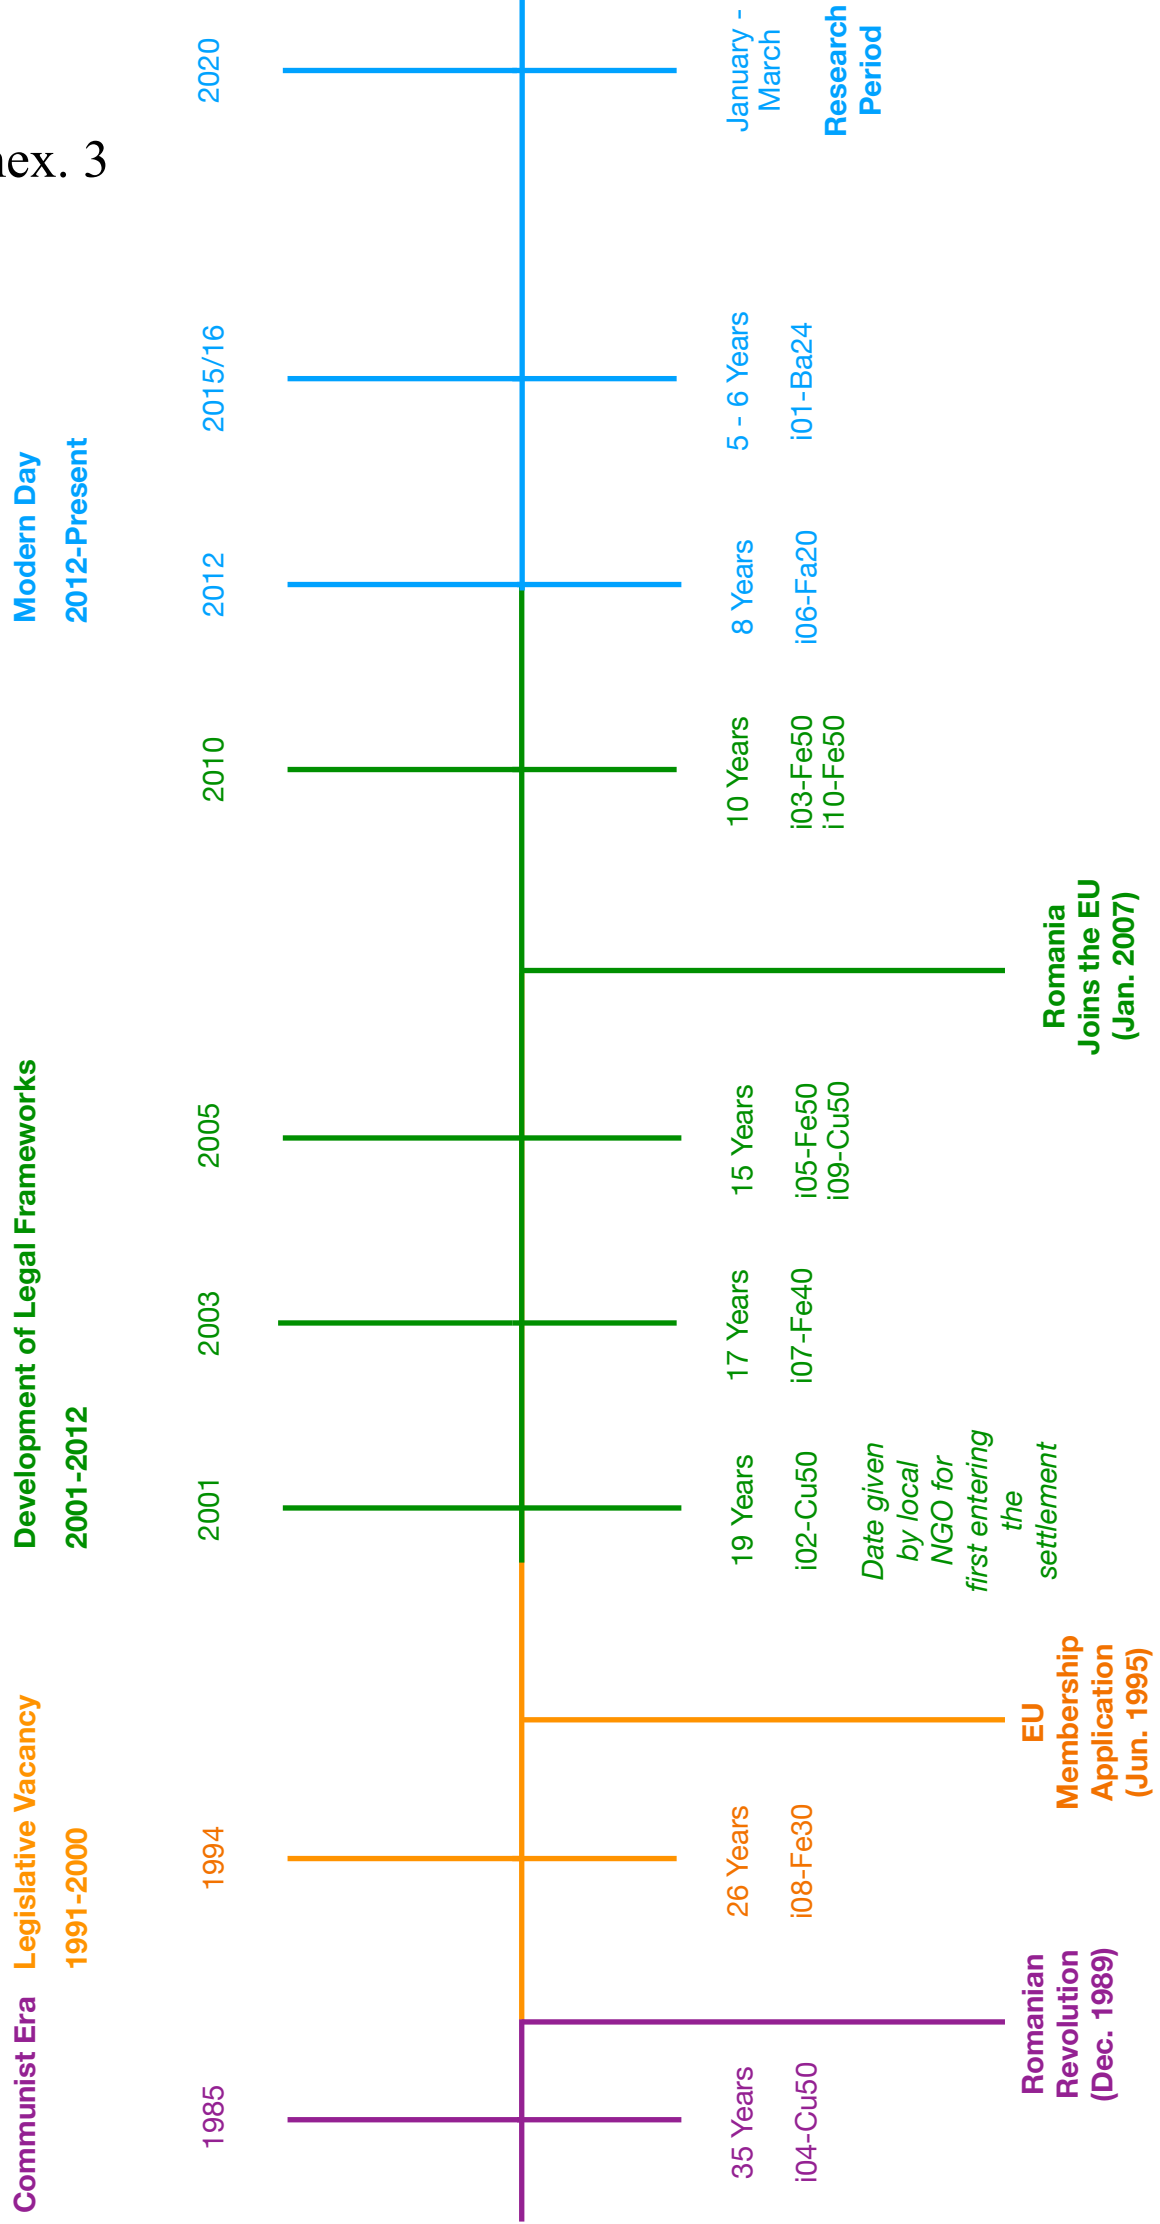 nex. 3
Communist Era
Legislative Vacancy
1991-2000
Development of Legal Frameworks
2001-2012
Modern Day
2012-Present
1985
35 Years
i04-Cu50
Romanian
Revolution
(Dec. 1989)
1994
26 Years
i08-Fe30
EU
Membership
Application
(Jun. 1995)
2001
19 Years
i02-Cu50
Date given
by local
NGO for
first entering
the
settlement
2003
17 Years
i07-Fe40
2005
15 Years
i05-Fe50
i09-Cu50
Romania
Joins the EU
(Jan. 2007)
2010
10 Years
i03-Fe50
i10-Fe50
2012
8 Years
i06-Fa20
2015/16
5 - 6 Years
i01-Ba24
2020
January -
March
Research
Period